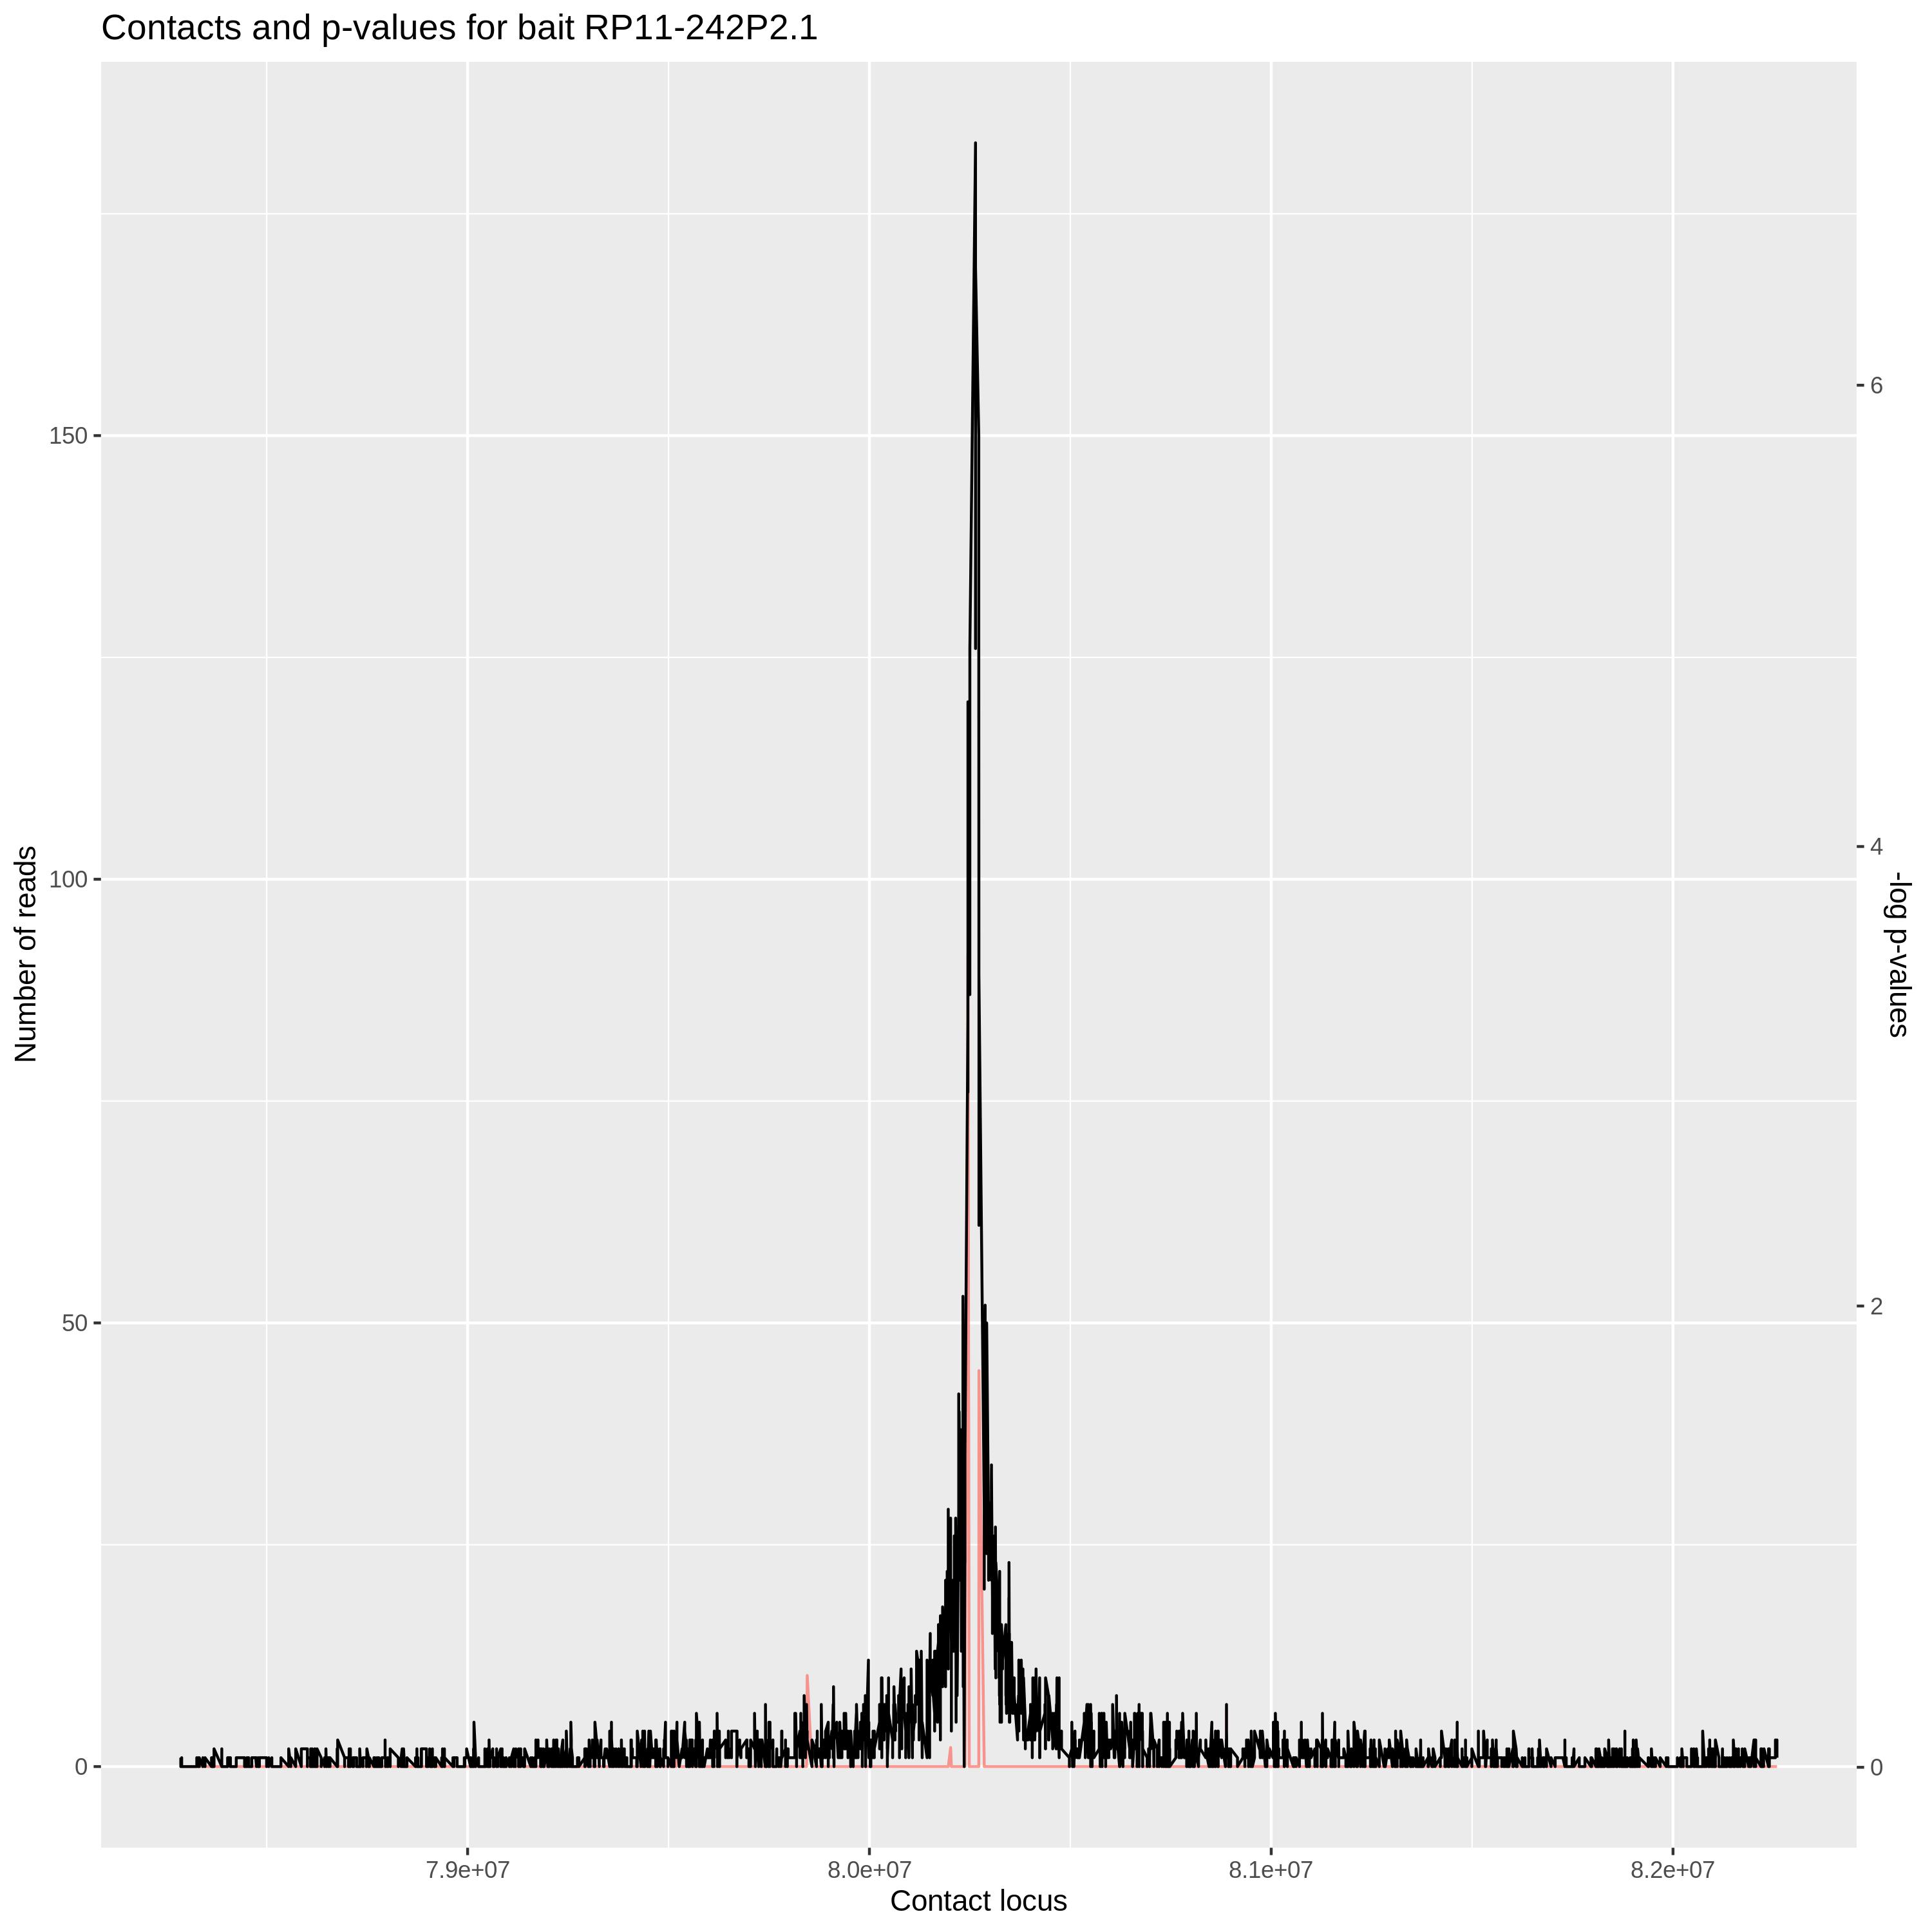 Contacts and p-values for bait RP11-242P2.1
Number of reads
150
100
50
0
6
4
2
0
-log p-values
7.9e+07 8.0e+07 8.1e+07 8.2e+07
Contact locus